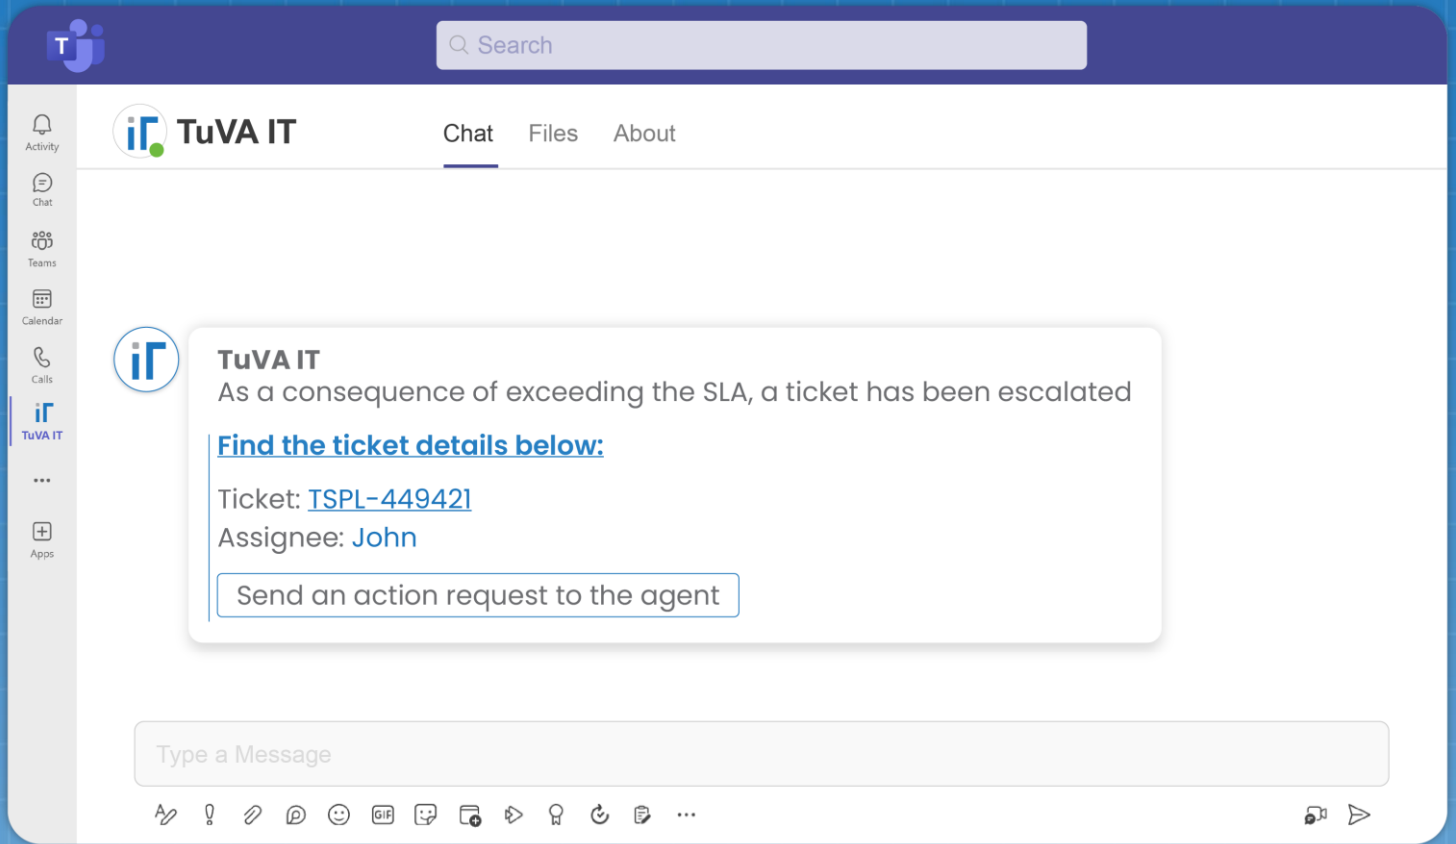 T
Search
TuVA IT
Chat
Files
About
Activity
Chat
Teams
Calendar
Calls
TuVA IT
Apps
TuVA IT
As a consequence of exceeding the SLA, a ticket has been escalated
Find the ticket details below:
Ticket: TSPL-449421
Assignee: John
Send an action request to the agent
Type a Message
GIF